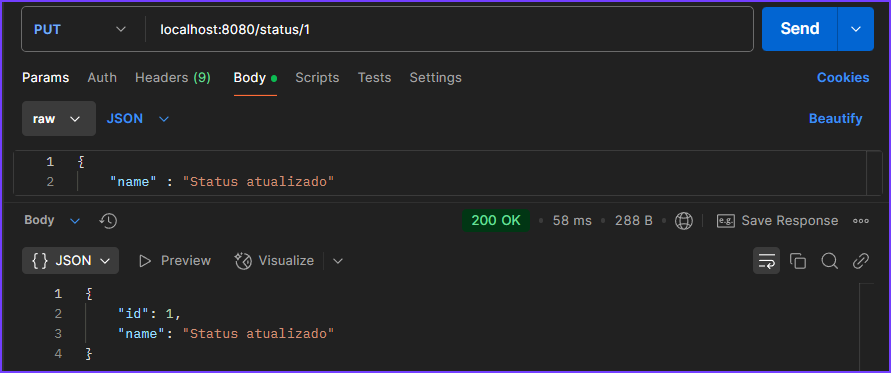 PUT localhost:8080/status/1 Send
Params Auth Headers (9) Body Scripts Tests Settings Cookies
raw JSON Beautify
1 {
2 "name" : "Status atualizado"
Body 200 OK • 58 ms • 288 B e.g. Save Response
{} JSON Preview Visualize
1 {
2 "id": 1,
3 "name": "Status atualizado"
4 }